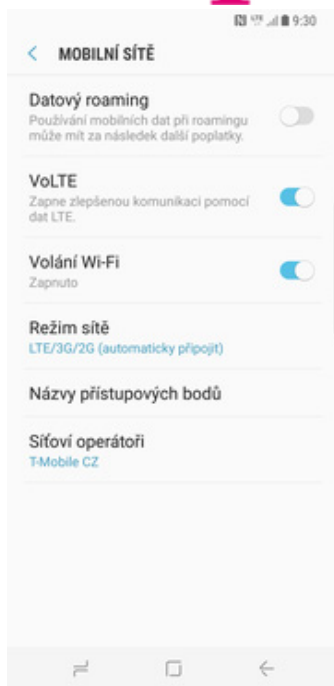 LTE 9:30
MOBILNÍ SÍTĚ
Datový roaming
Používání mobilních dat při roamingu
může mít za následek další poplatky.
VoLTE
Zapne zlepšenou komunikaci pomocí
dat LTE.
Volání Wi-Fi
Zapnuto
Režim sítě
LTE/3G/2G (automaticky připojit)
Názvy přístupových bodů
Síťoví operátoři
T-Mobile CZ